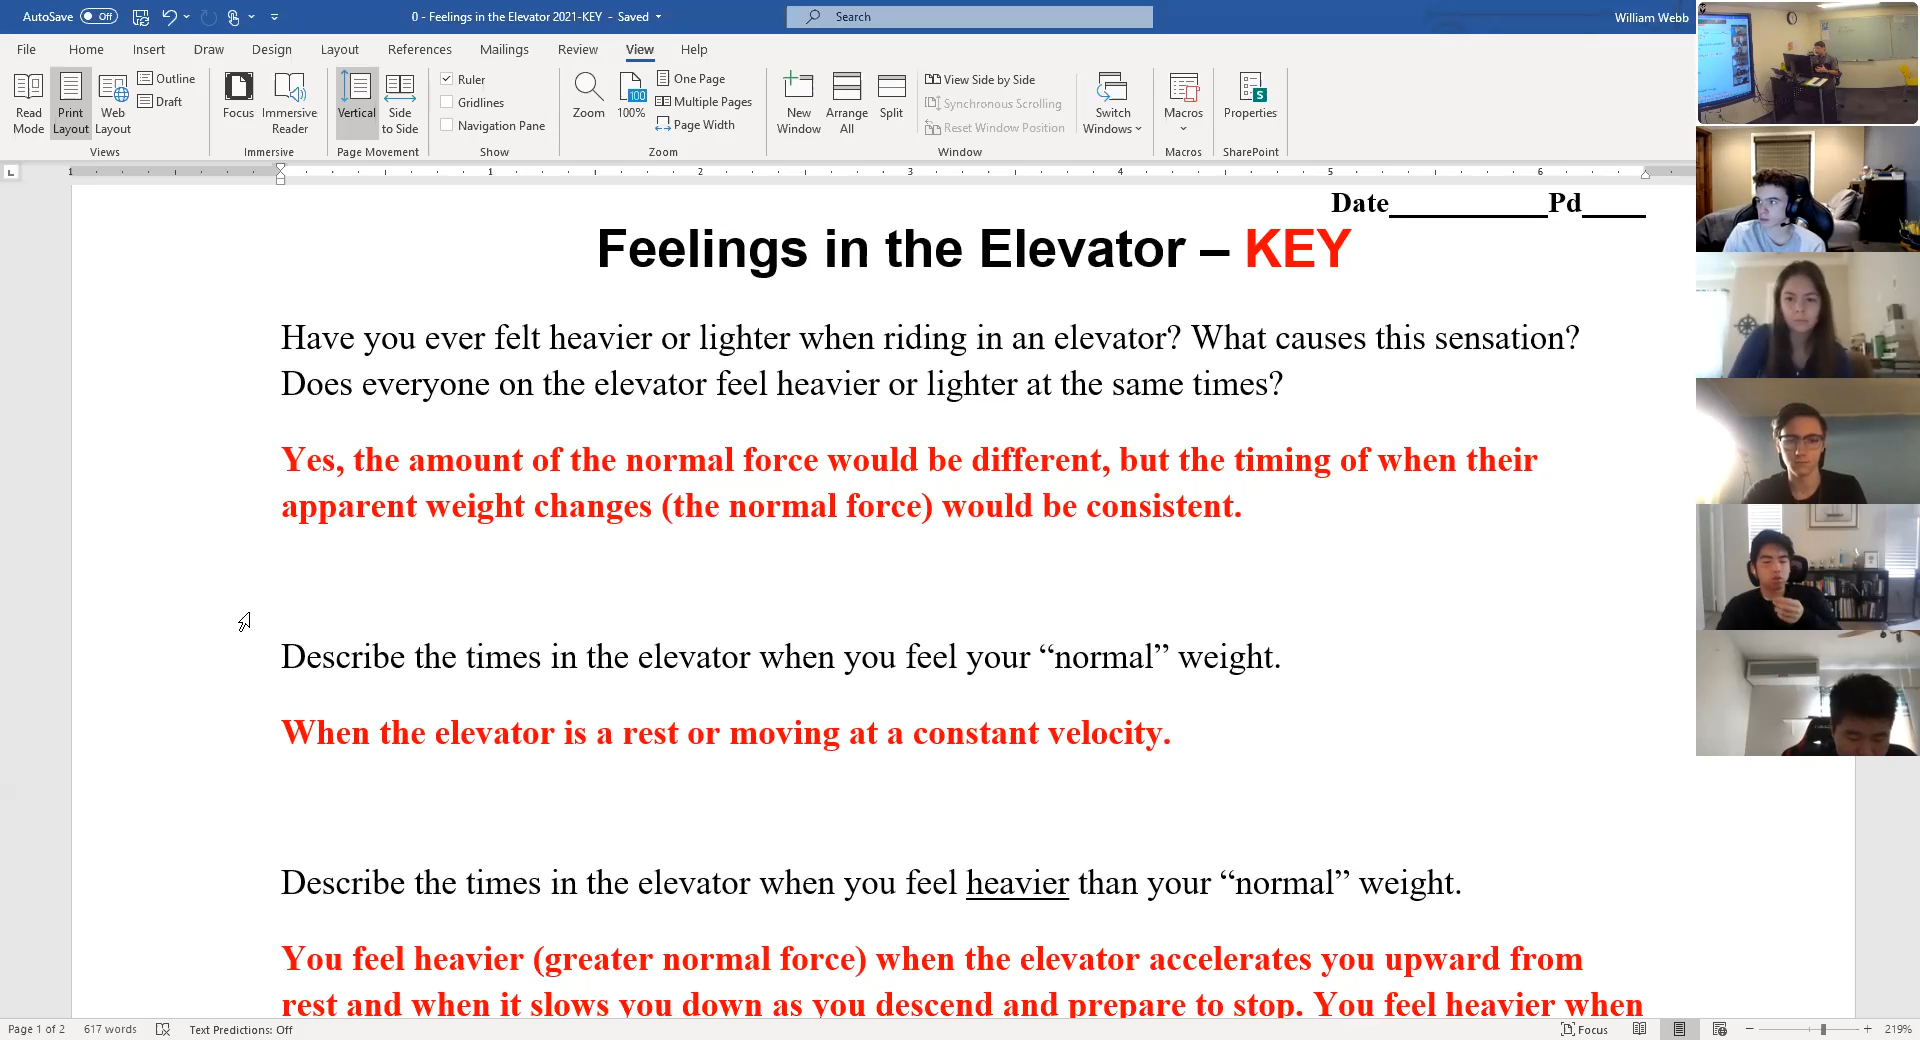 AutoSave Off
0 - Feelings in the Elevator 2021-KEY - Saved
Search
William Webb
File Home Insert Draw Design Layout References Mailings Review View Help
Read Mode
Print Layout
Web Layout
Outline
Draft
Views
Focus
Immersive Reader
Immersive
Vertical
Side to Side
Page Movement
Ruler
Gridlines
Navigation Pane
Show
Zoom
100
100%
One Page
Multiple Pages
Page Width
Zoom
New Window
Arrange All
Split
View Side by Side
Synchronous Scrolling
Reset Window Position
Switch Windows
Window
Macros
Macros
S
Properties
SharePoint
L
1 1 2 3 4 5 6
Date__________Pd____
Feelings in the Elevator – KEY
Have you ever felt heavier or lighter when riding in an elevator? What causes this sensation?
Does everyone on the elevator feel heavier or lighter at the same times?
Yes, the amount of the normal force would be different, but the timing of when their
apparent weight changes (the normal force) would be consistent.
Describe the times in the elevator when you feel your “normal” weight.
When the elevator is a rest or moving at a constant velocity.
Describe the times in the elevator when you feel heavier than your “normal” weight.
You feel heavier (greater normal force) when the elevator accelerates you upward from
rest and when it slows you down as you descend and prepare to stop. You feel heavier when
Page 1 of 2 617 words Text Predictions: Off Focus 219%